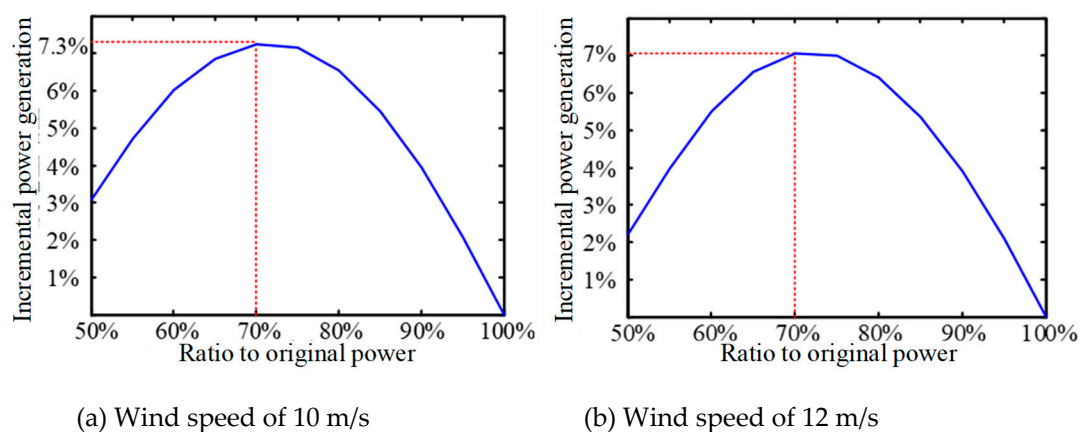 Incremental power generation
7.3%
6%
5%
4%
3%
2%
1%
50% 60% 70% 80% 90% 100%
Ratio to original power
(a) Wind speed of 10 m/s
Incremental power generation
7%
6%
5%
4%
3%
2%
1%
50% 60% 70% 80% 90% 100%
Ratio to original power
(b) Wind speed of 12 m/s